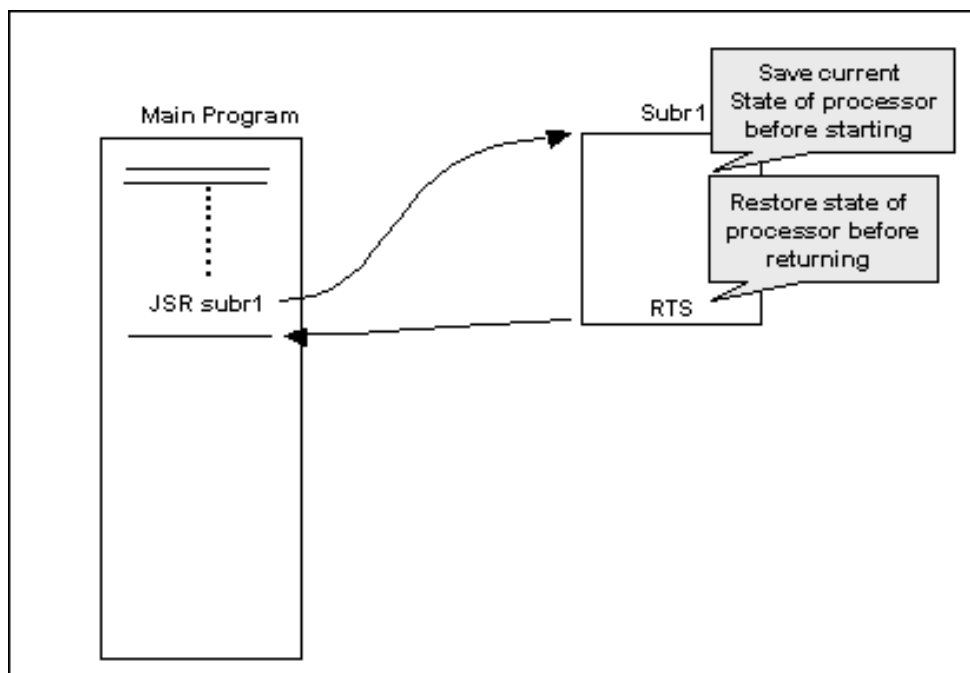 Main Program
JSR subr1
Subr1
Save current
State of processor
before starting
Restore state of
processor before
returning
RTS